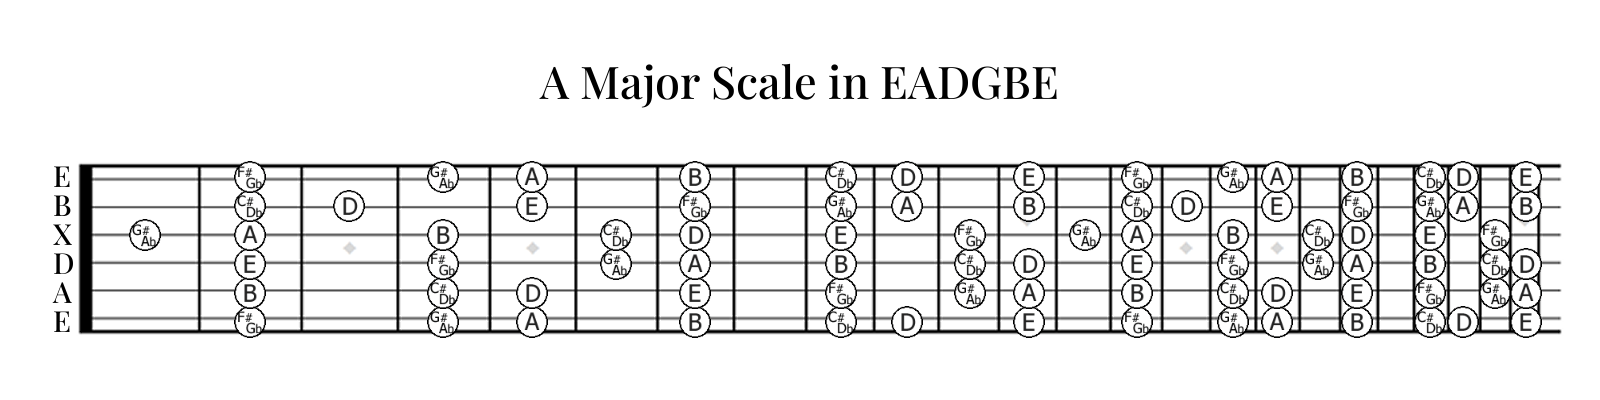 A Major Scale in EADGBE
E F# Gb G# Ab A B C# Db D E F# Gb G# Ab A B C# Db D E
B C# Db D E F# Gb G# Ab A B C# Db D E F# Gb G# Ab A B
X G# Ab A B C# Db D E F# Gb G# Ab A B C# Db D E F# Gb
D E F# Gb G# Ab A B C# Db D E F# Gb G# Ab A B C# Db D
A B C# Db D E F# Gb G# Ab A B C# Db D E F# Gb G# Ab A
E F# Gb G# Ab A B C# Db D E F# Gb G# Ab A B C# Db D E